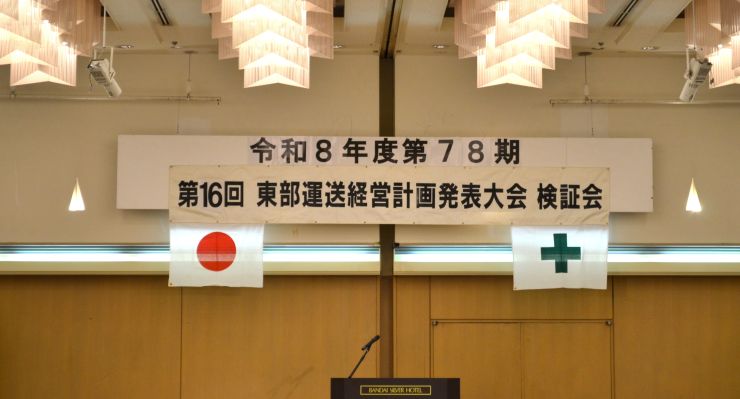 令和８年度第７８期
第16回 東部運送経営計画発表大会 検証会
BANDAI SILVER HOTEL